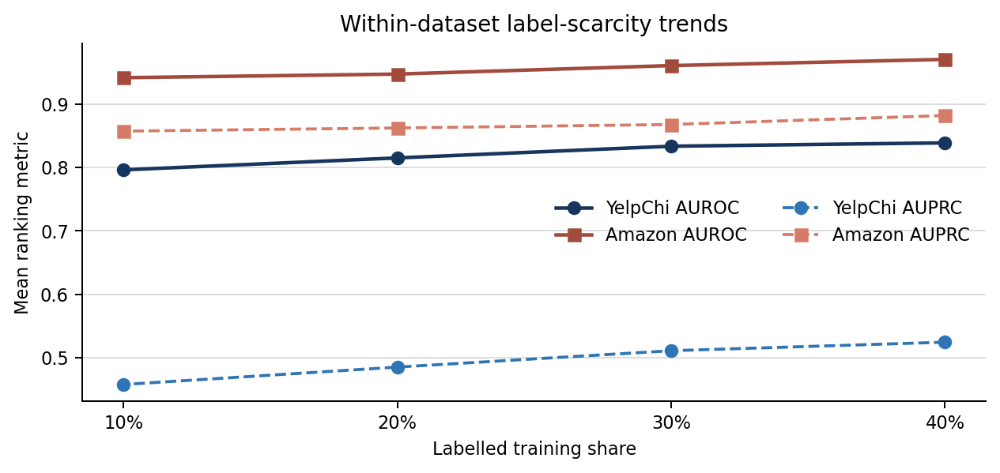 Within-dataset label-scarcity trends
Mean ranking metric
0.9
0.8
0.7
0.6
0.5
YelpChi AUROC
Amazon AUROC
YelpChi AUPRC
Amazon AUPRC
10%
20%
30%
40%
Labelled training share